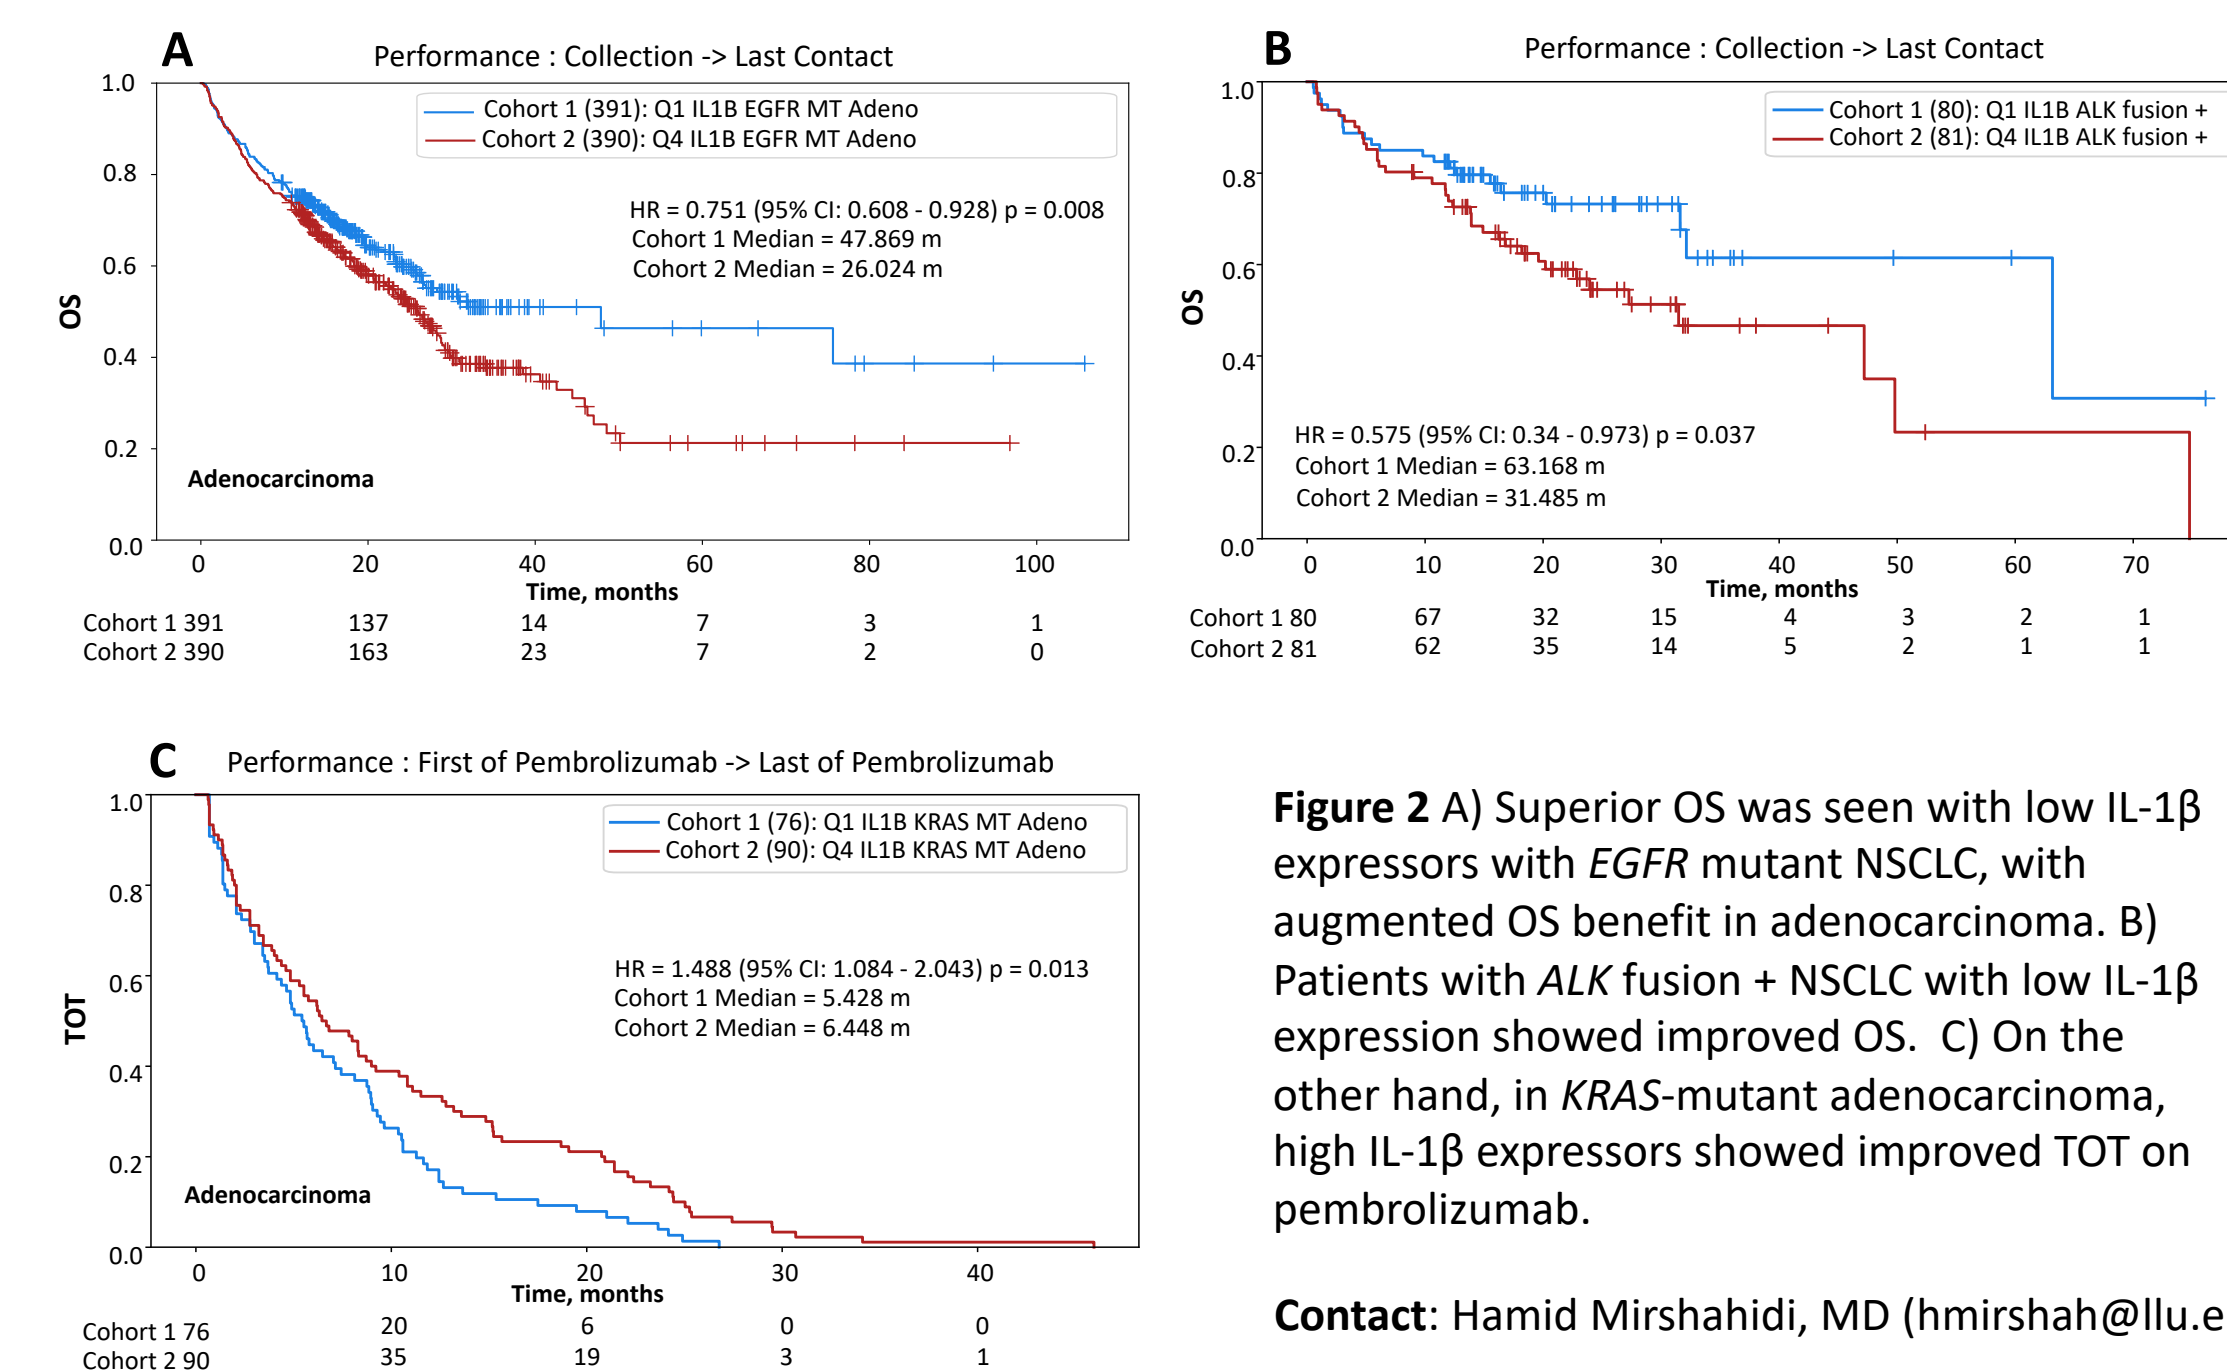 A
Performance : Collection -> Last Contact
Cohort 1 (391): Q1 IL1B EGFR MT Adeno
Cohort 2 (390): Q4 IL1B EGFR MT Adeno
HR = 0.751 (95% CI: 0.608 - 0.928) p = 0.008
Cohort 1 Median = 47.869 m
Cohort 2 Median = 26.024 m
OS
1.0
0.8
0.6
0.4
0.2
0.0
Adenocarcinoma
0 20 40 60 80 100
Time, months
Cohort 1 391 137 14 7 3 1
Cohort 2 390 163 23 7 2 0
B
Performance : Collection -> Last Contact
Cohort 1 (80): Q1 IL1B ALK fusion +
Cohort 2 (81): Q4 IL1B ALK fusion +
OS
1.0
0.8
0.6
0.4
0.2
0.0
HR = 0.575 (95% CI: 0.34 - 0.973) p = 0.037
Cohort 1 Median = 63.168 m
Cohort 2 Median = 31.485 m
0 10 20 30 40 50 60 70
Time, months
Cohort 1 80 67 32 15 4 3 2 1
Cohort 2 81 62 35 14 5 2 1 1
C
Performance : First of Pembrolizumab -> Last of Pembrolizumab
Cohort 1 (76): Q1 IL1B KRAS MT Adeno
Cohort 2 (90): Q4 IL1B KRAS MT Adeno
HR = 1.488 (95% CI: 1.084 - 2.043) p = 0.013
Cohort 1 Median = 5.428 m
Cohort 2 Median = 6.448 m
TOT
1.0
0.8
0.6
0.4
0.2
0.0
Adenocarcinoma
0 10 20 30 40
Time, months
Cohort 1 76 20 6 0 0
Cohort 2 90 35 19 3 1
Figure 2 A) Superior OS was seen with low IL-1β
expressors with EGFR mutant NSCLC, with
augmented OS benefit in adenocarcinoma. B)
Patients with ALK fusion + NSCLC with low IL-1β
expression showed improved OS. C) On the
other hand, in KRAS-mutant adenocarcinoma,
high IL-1β expressors showed improved TOT on
pembrolizumab.
Contact: Hamid Mirshahidi, MD (hmirshah@llu.e